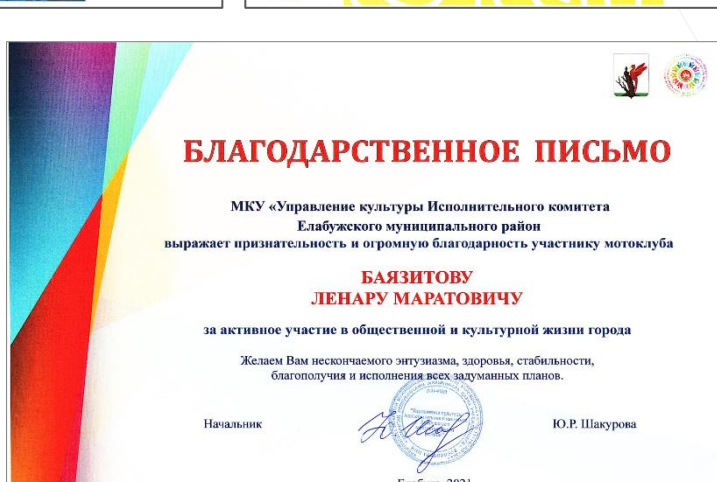 БЛАГОДАРСТВЕННОЕ ПИСЬМО
МКУ «Управление культуры Исполнительного комитета
Елабужского муниципального район
выражает признательность и огромную благодарность участнику мотоклуба
БАЯЗИТОВУ
ЛЕНАРУ МАРАТОВИЧУ
за активное участие в общественной и культурной жизни города
Желаем Вам нескончаемого энтузиазма, здоровья, стабильности,
благополучия и исполнения всех задуманных планов.
Начальник Ю.Р. Шакурова